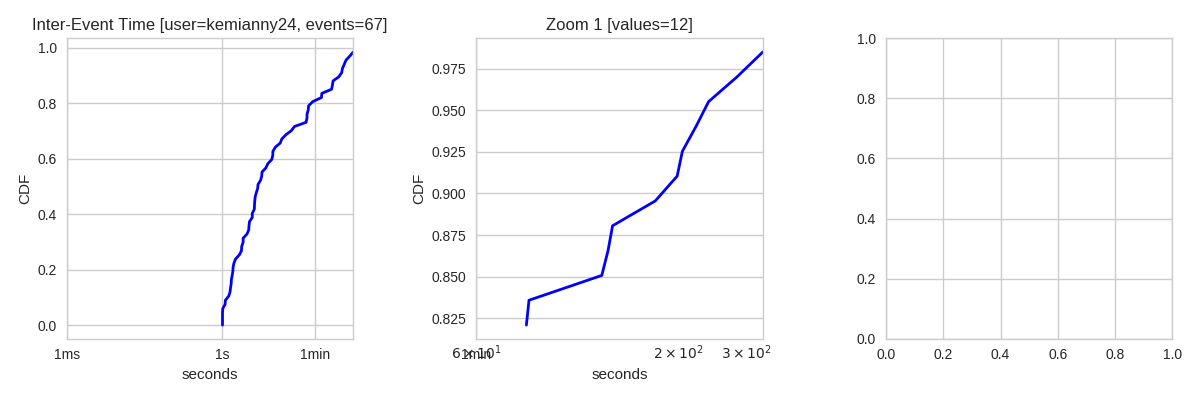 Inter-Event Time [user=kemianny24, events=67]
CDF
1.0
0.8
0.6
0.4
0.2
0.0
1ms
1s
1min
seconds
Zoom 1 [values=12]
CDF
0.975
0.950
0.925
0.900
0.875
0.850
0.825
6×10¹
1min
2×10²
3×10²
seconds
1.0
0.8
0.6
0.4
0.2
0.0
0.0
0.2
0.4
0.6
0.8
1.0